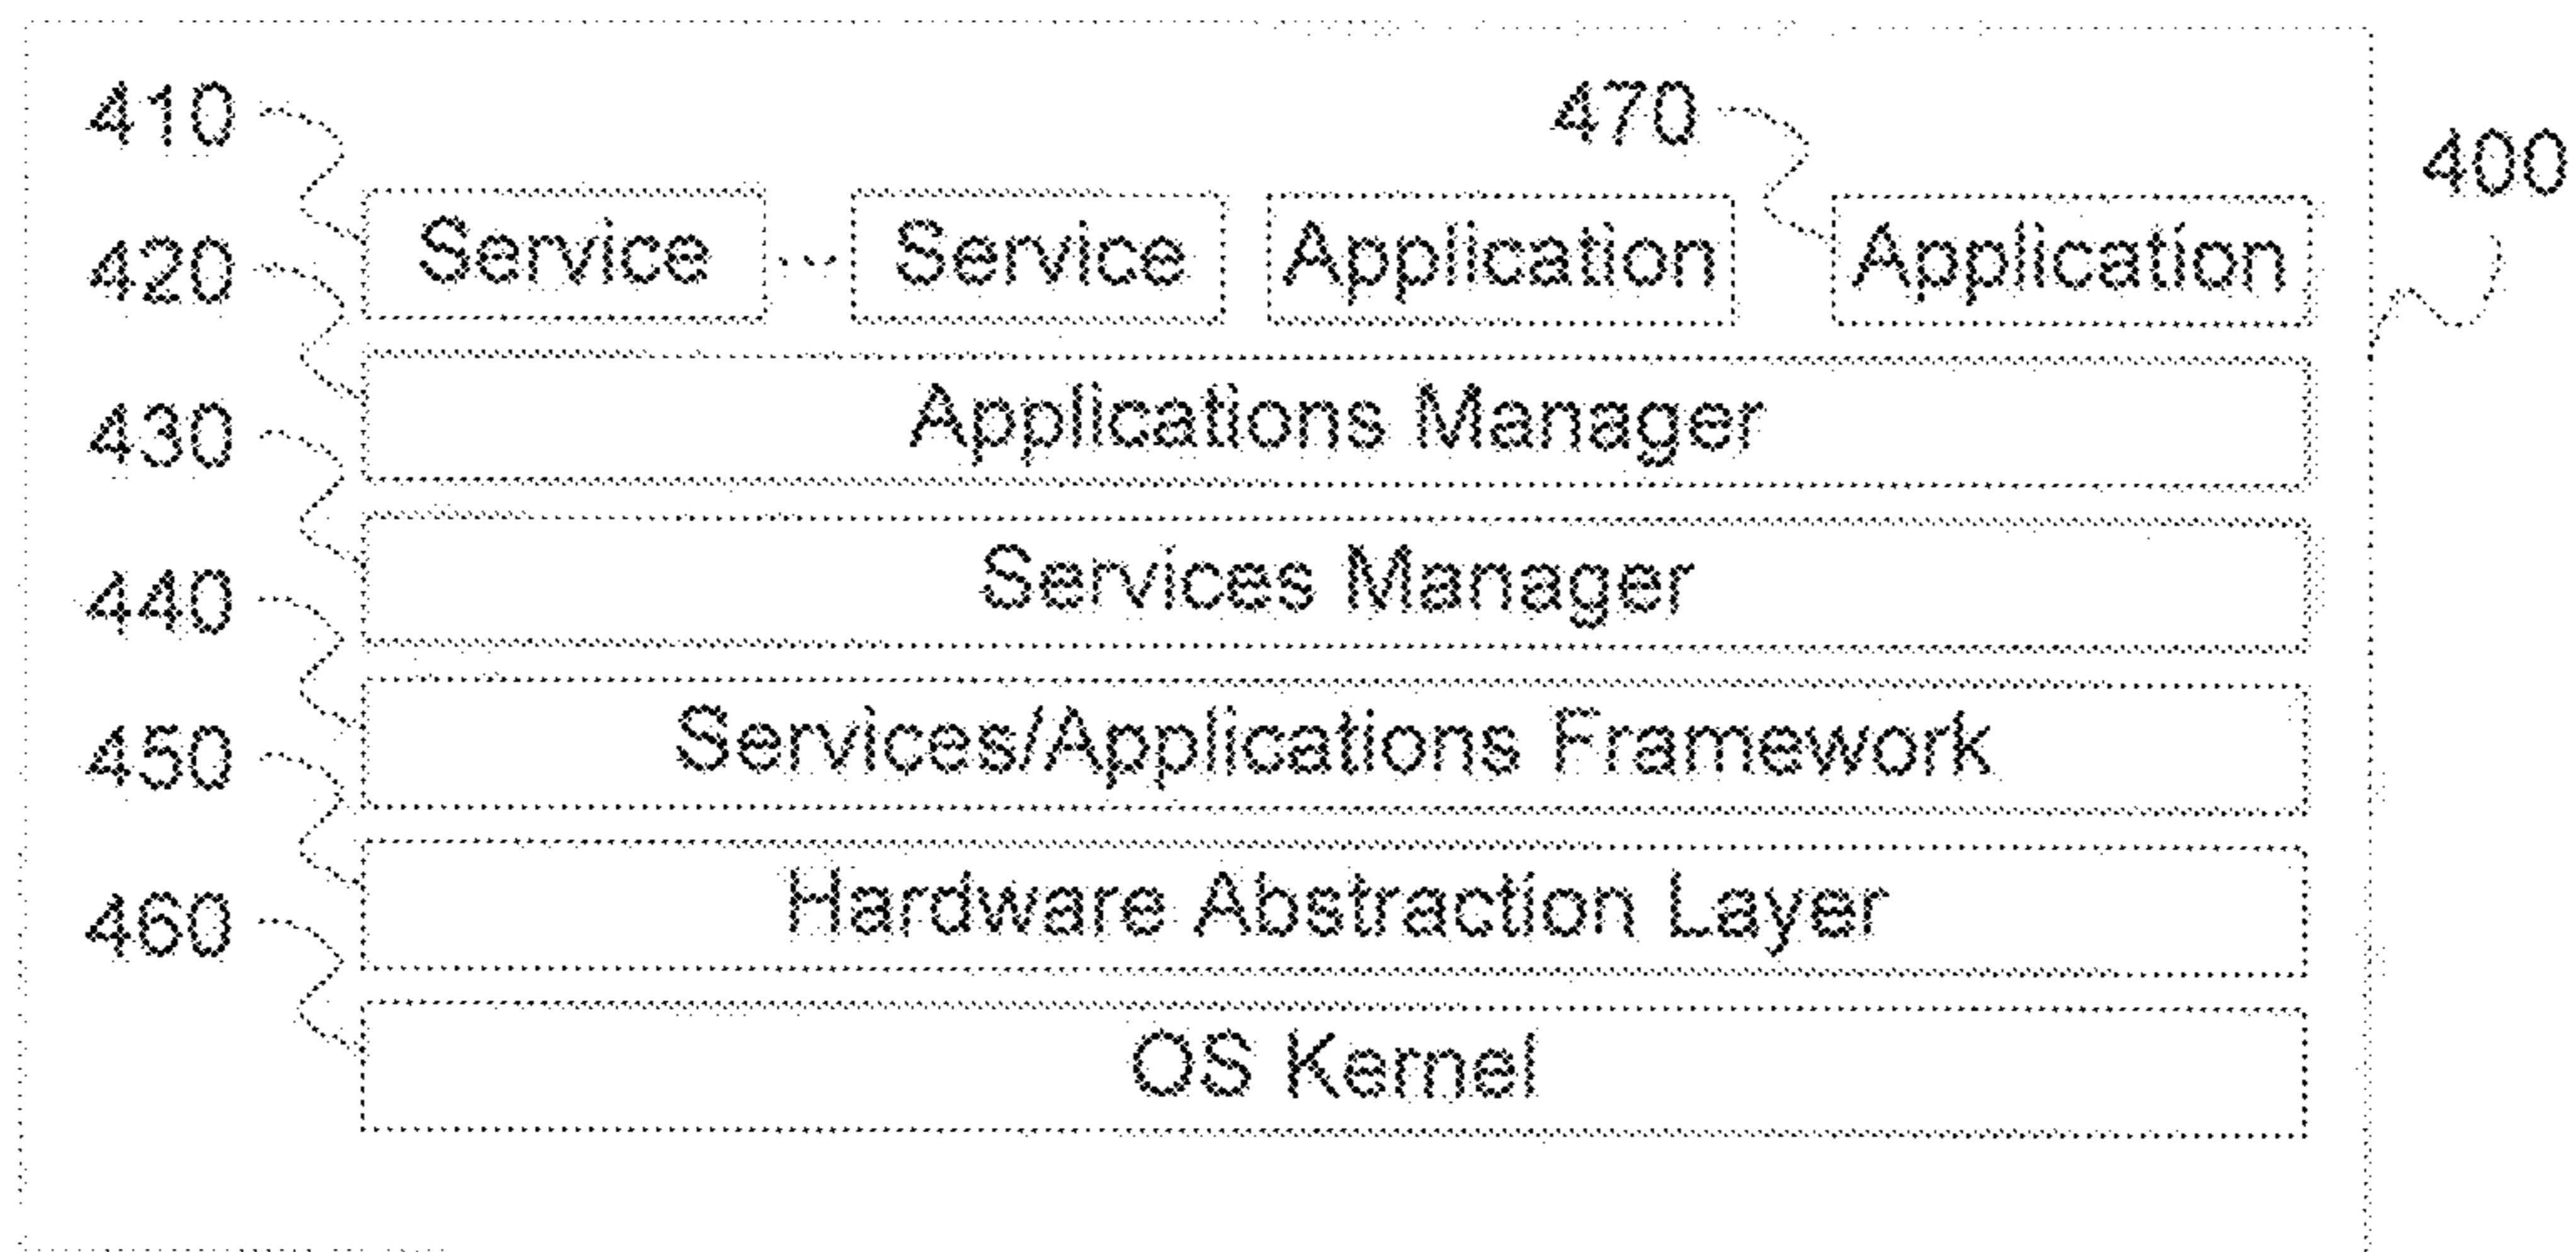 410
470
400
Service Service Application Application
420
Applications Manager
430
Services Manager
440
Services/Applications Framework
450
Hardware Abstraction Layer
460
OS Kernel